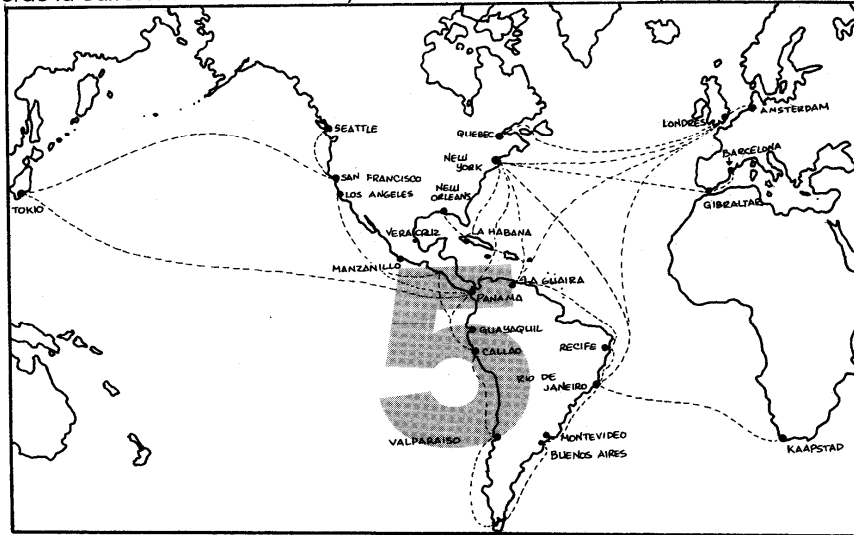 SEATTLE
QUEBEC
LONDRES
AMSTERDAM
BARCELONA
NEW
YORK
SAN FRANCISCO
LOS ANGELES
NEW
ORLEANS
GIBRALTAR
TOKIO
VERACRUZ
LA HABANA
MANZANILLO
LA GUAIRA
PANAMA
5
GUAYAQUIL
CALLAO
RECIFE
RIO DE
JANEIRO
VALPARAISO
MONTEVIDEO
BUENOS AIRES
KAAPSTAD